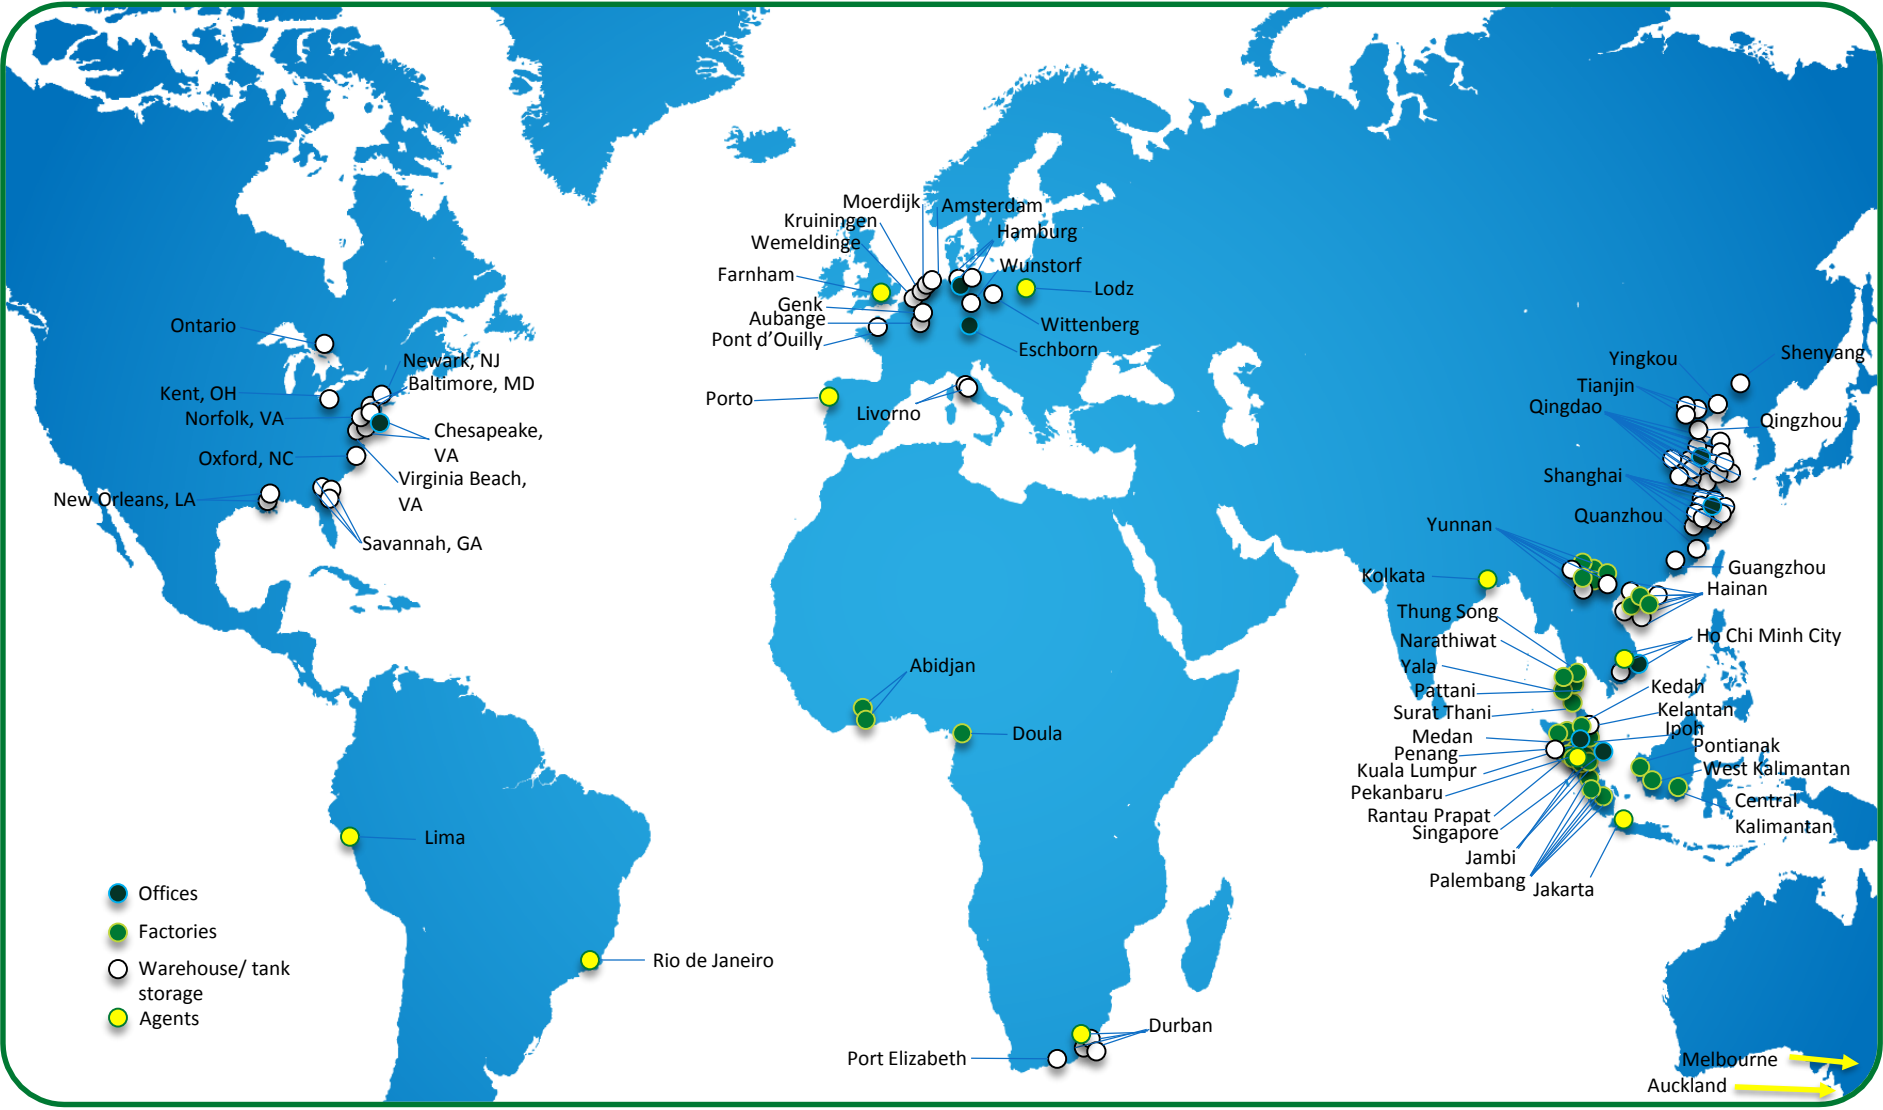 Moerdijk
Amsterdam
Kruiningen
Hamburg
Wemeldinge
Wunstorf
Farnham
Lodz
Genk
Aubange
Pont d’Ouilly
Wittenberg
Eschborn
Porto
Livorno
Ontario
Newark, NJ
Baltimore, MD
Kent, OH
Norfolk, VA
Chesapeake,
VA
Oxford, NC
Virginia Beach,
VA
New Orleans, LA
Savannah, GA
Yingkou
Shenyang
Tianjin
Qingdao
Qingzhou
Shanghai
Quanzhou
Yunnan
Kolkata
Guangzhou
Hainan
Thung Song
Narathiwat
Ho Chi Minh City
Yala
Pattani
Kedah
Surat Thani
Kelantan
Medan
Ipoh
Penang
Pontianak
Kuala Lumpur
West Kalimantan
Pekanbaru
Central
Kalimantan
Rantau Prapat
Singapore
Jambi
Palembang
Jakarta
Abidjan
Doula
Lima
Rio de Janeiro
Durban
Port Elizabeth
Melbourne
Auckland
Offices
Factories
Warehouse/ tank
storage
Agents